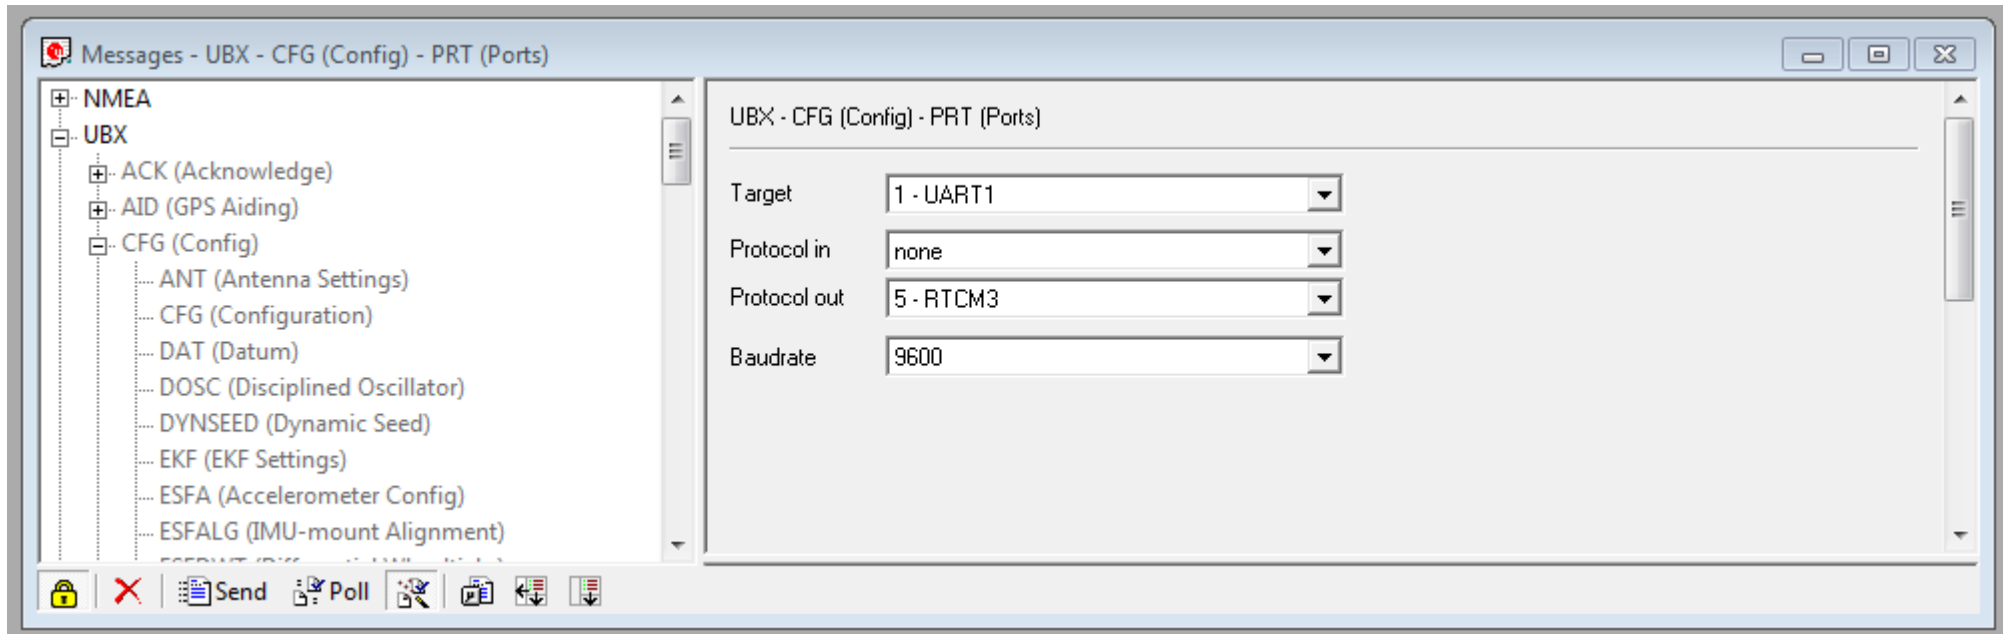 Messages - UBX - CFG (Config) - PRT (Ports)
NMEA
UBX
ACK (Acknowledge)
AID (GPS Aiding)
CFG (Config)
ANT (Antenna Settings)
CFG (Configuration)
DAT (Datum)
DOSC (Disciplined Oscillator)
DYNSEED (Dynamic Seed)
EKF (EKF Settings)
ESFA (Accelerometer Config)
ESFALG (IMU-mount Alignment)
UBX - CFG (Config) - PRT (Ports)
Target 1 - UART1
Protocol in none
Protocol out 5 - RTCM3
Baudrate 9600
Send Poll